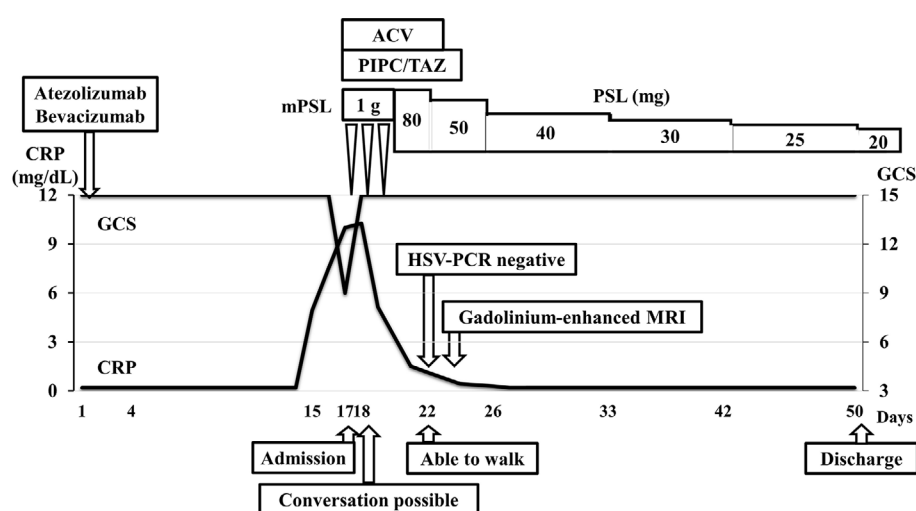 ACV
PIPC/TAZ
Atezolizumab
Bevacizumab
mPSL
1 g
PSL (mg)
80
50
40
30
25
20
CRP
(mg/dL)
GCS
12
15
GCS
9
12
HSV-PCR negative
6
9
Gadolinium-enhanced MRI
3
6
CRP
0
3
1
4
15
17
18
22
26
33
42
50
Days
Admission
Able to walk
Discharge
Conversation possible